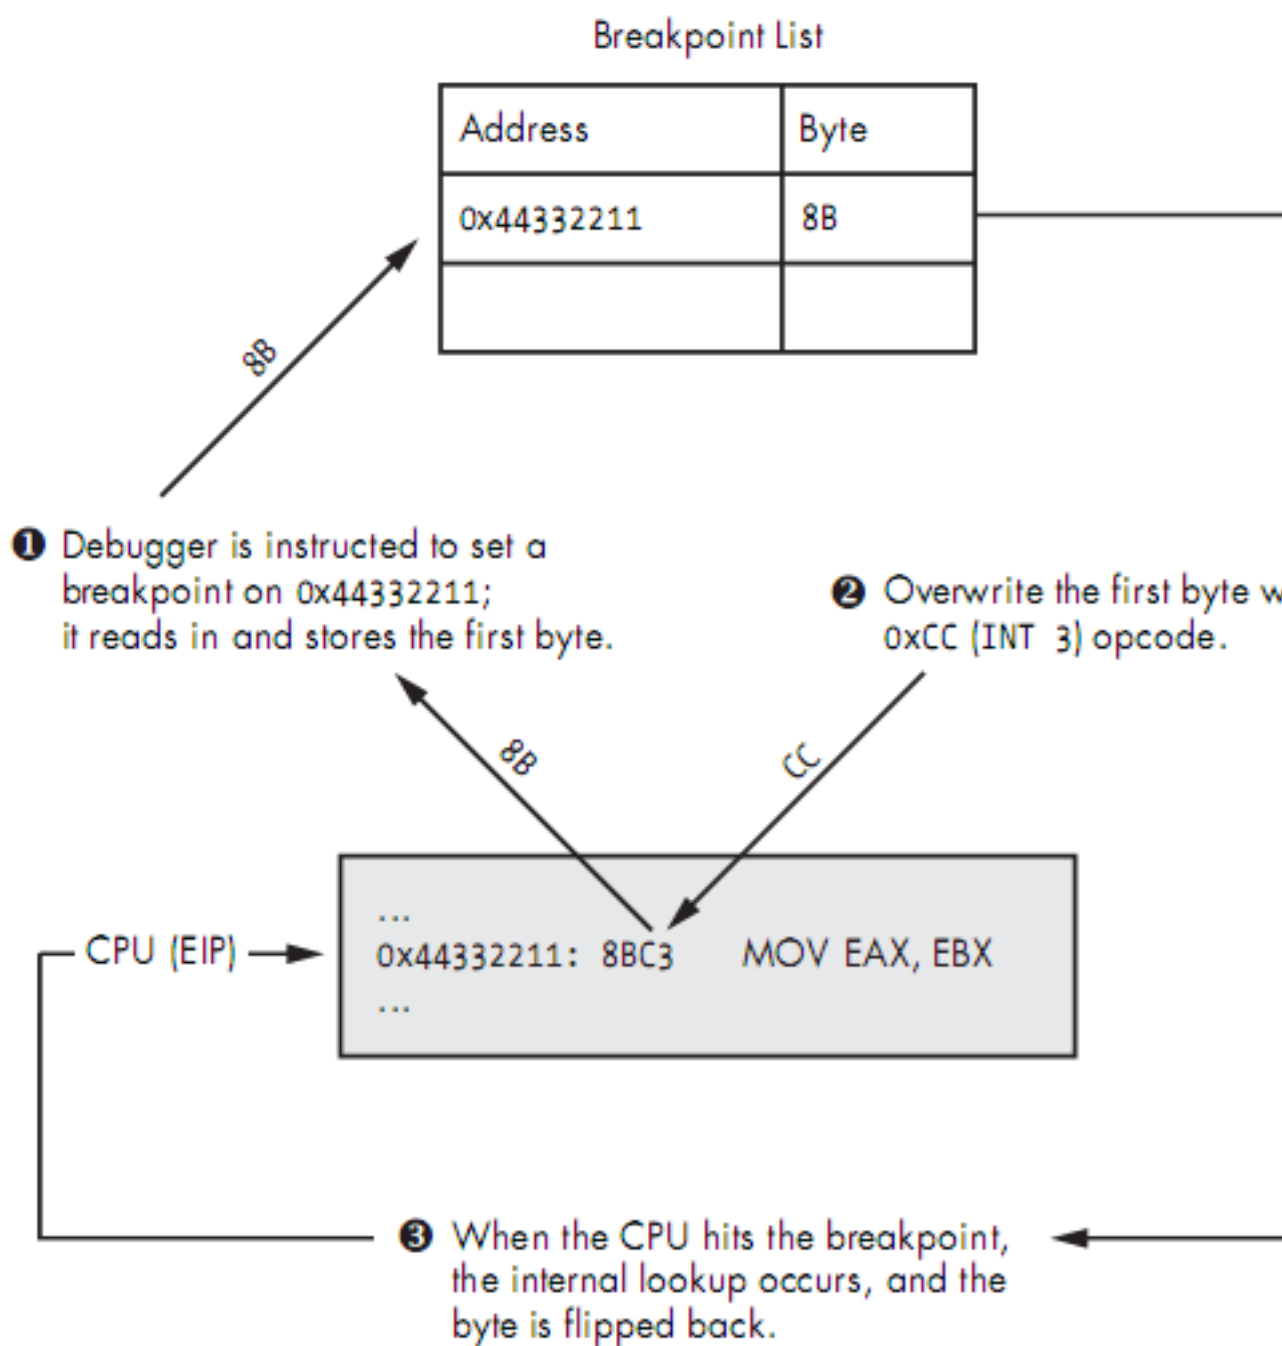 Breakpoint List
Address Byte
0x44332211 8B
8B
❶ Debugger is instructed to set a
breakpoint on 0x44332211;
it reads in and stores the first byte.
❷ Overwrite the first byte w
0xCC (INT 3) opcode.
8B
CC
...
CPU (EIP)
0x44332211: 8BC3 MOV EAX, EBX
...
❸ When the CPU hits the breakpoint,
the internal lookup occurs, and the
byte is flipped back.